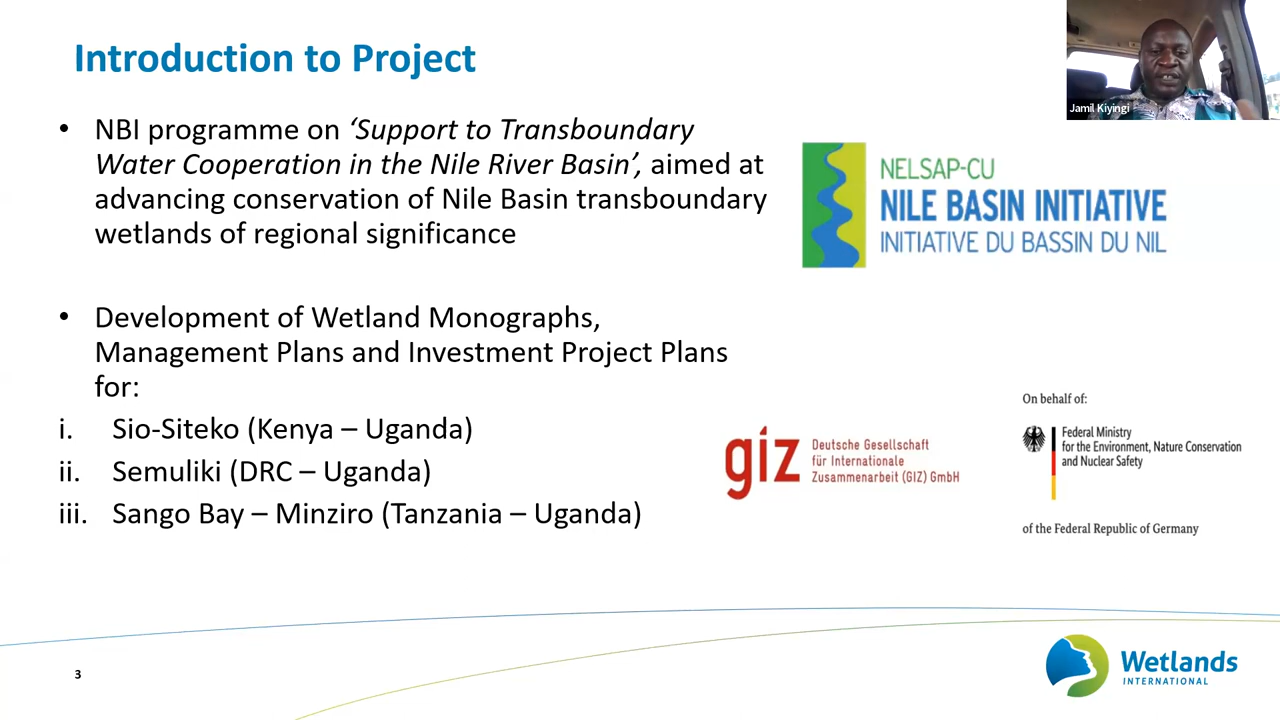 Introduction to Project
Jamil Kiyingi
• NBI programme on ‘Support to Transboundary
Water Cooperation in the Nile River Basin’, aimed at
advancing conservation of Nile Basin transboundary
wetlands of regional significance
NELSAP-CU
NILE BASIN INITIATIVE
INITIATIVE DU BASSIN DU NIL
• Development of Wetland Monographs,
Management Plans and Investment Project Plans
for:
i. Sio-Siteko (Kenya – Uganda)
ii. Semuliki (DRC – Uganda)
iii. Sango Bay – Minziro (Tanzania – Uganda)
giz
Deutsche Gesellschaft
für Internationale
Zusammenarbeit (GIZ) GmbH
On behalf of:
Federal Ministry
for the Environment, Nature Conservation
and Nuclear Safety
of the Federal Republic of Germany
3
Wetlands
INTERNATIONAL